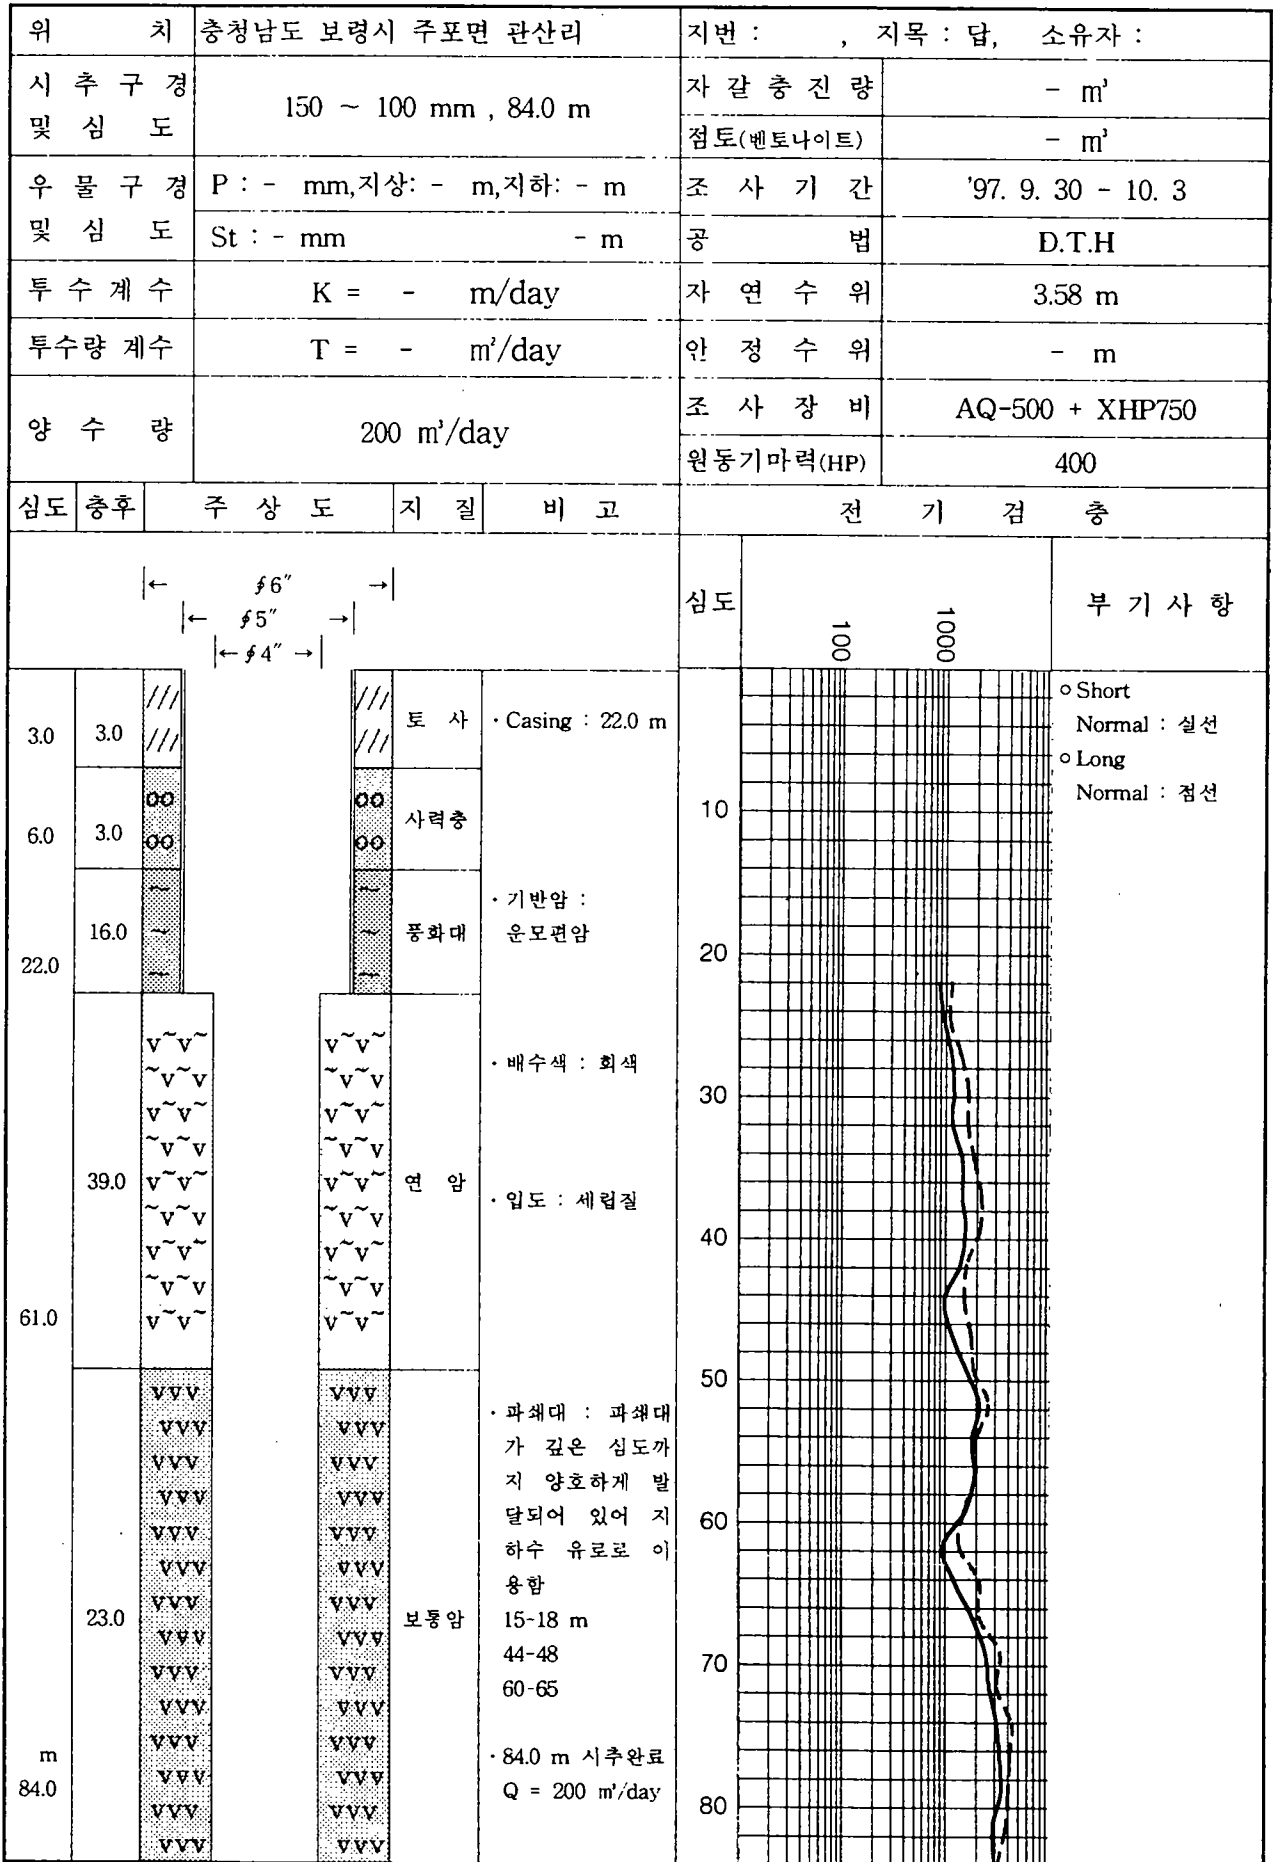 위 치 충청남도 보령시 주포면 관산리 지번 : , 지목 : 답, 소유자 :
시 추 구 경 및 심 도 150 ~ 100 mm , 84.0 m
자 갈 충 진 량 - m³
점토(벤토나이트) - m³
우 물 구 경 및 심 도 P : - mm,지상: - m,지하: - m
St : - mm - m
조 사 기 간 '97. 9. 30 - 10. 3
공 법 D.T.H
투 수 계 수 K = - m/day
자 연 수 위 3.58 m
투수량 계수 T = - m²/day
안 정 수 위 - m
양 수 량 200 m³/day
조 사 장 비 AQ-500 + XHP750
원동기마력(HP) 400
심도 층후 주 상 도 지 질 비 고 전 기 검 층
← ∮6" →
← ∮5" →
← ∮4" →
심도 100 1000 부 기 사 항
3.0 3.0 토 사 · Casing : 22.0 m
6.0 3.0 사력층
22.0 16.0 풍화대 · 기반암 :
운모편암
61.0 39.0 연 암 · 배수색 : 회색
· 입도 : 세립질
m
84.0 23.0 보통암
· 파쇄대 : 파쇄대
가 깊은 심도까
지 양호하게 발
달되어 있어 지
하수 유로로 이
용함
15-18 m
44-48
60-65
· 84.0 m 시추완료
Q = 200 m³/day
10
20
30
40
50
60
70
80
○ Short
Normal : 실선
○ Long
Normal : 점선